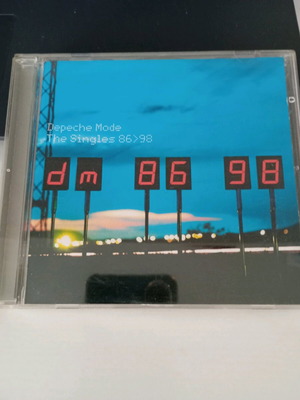 Depeche Mode
The Singles 86>98
dm 86 98